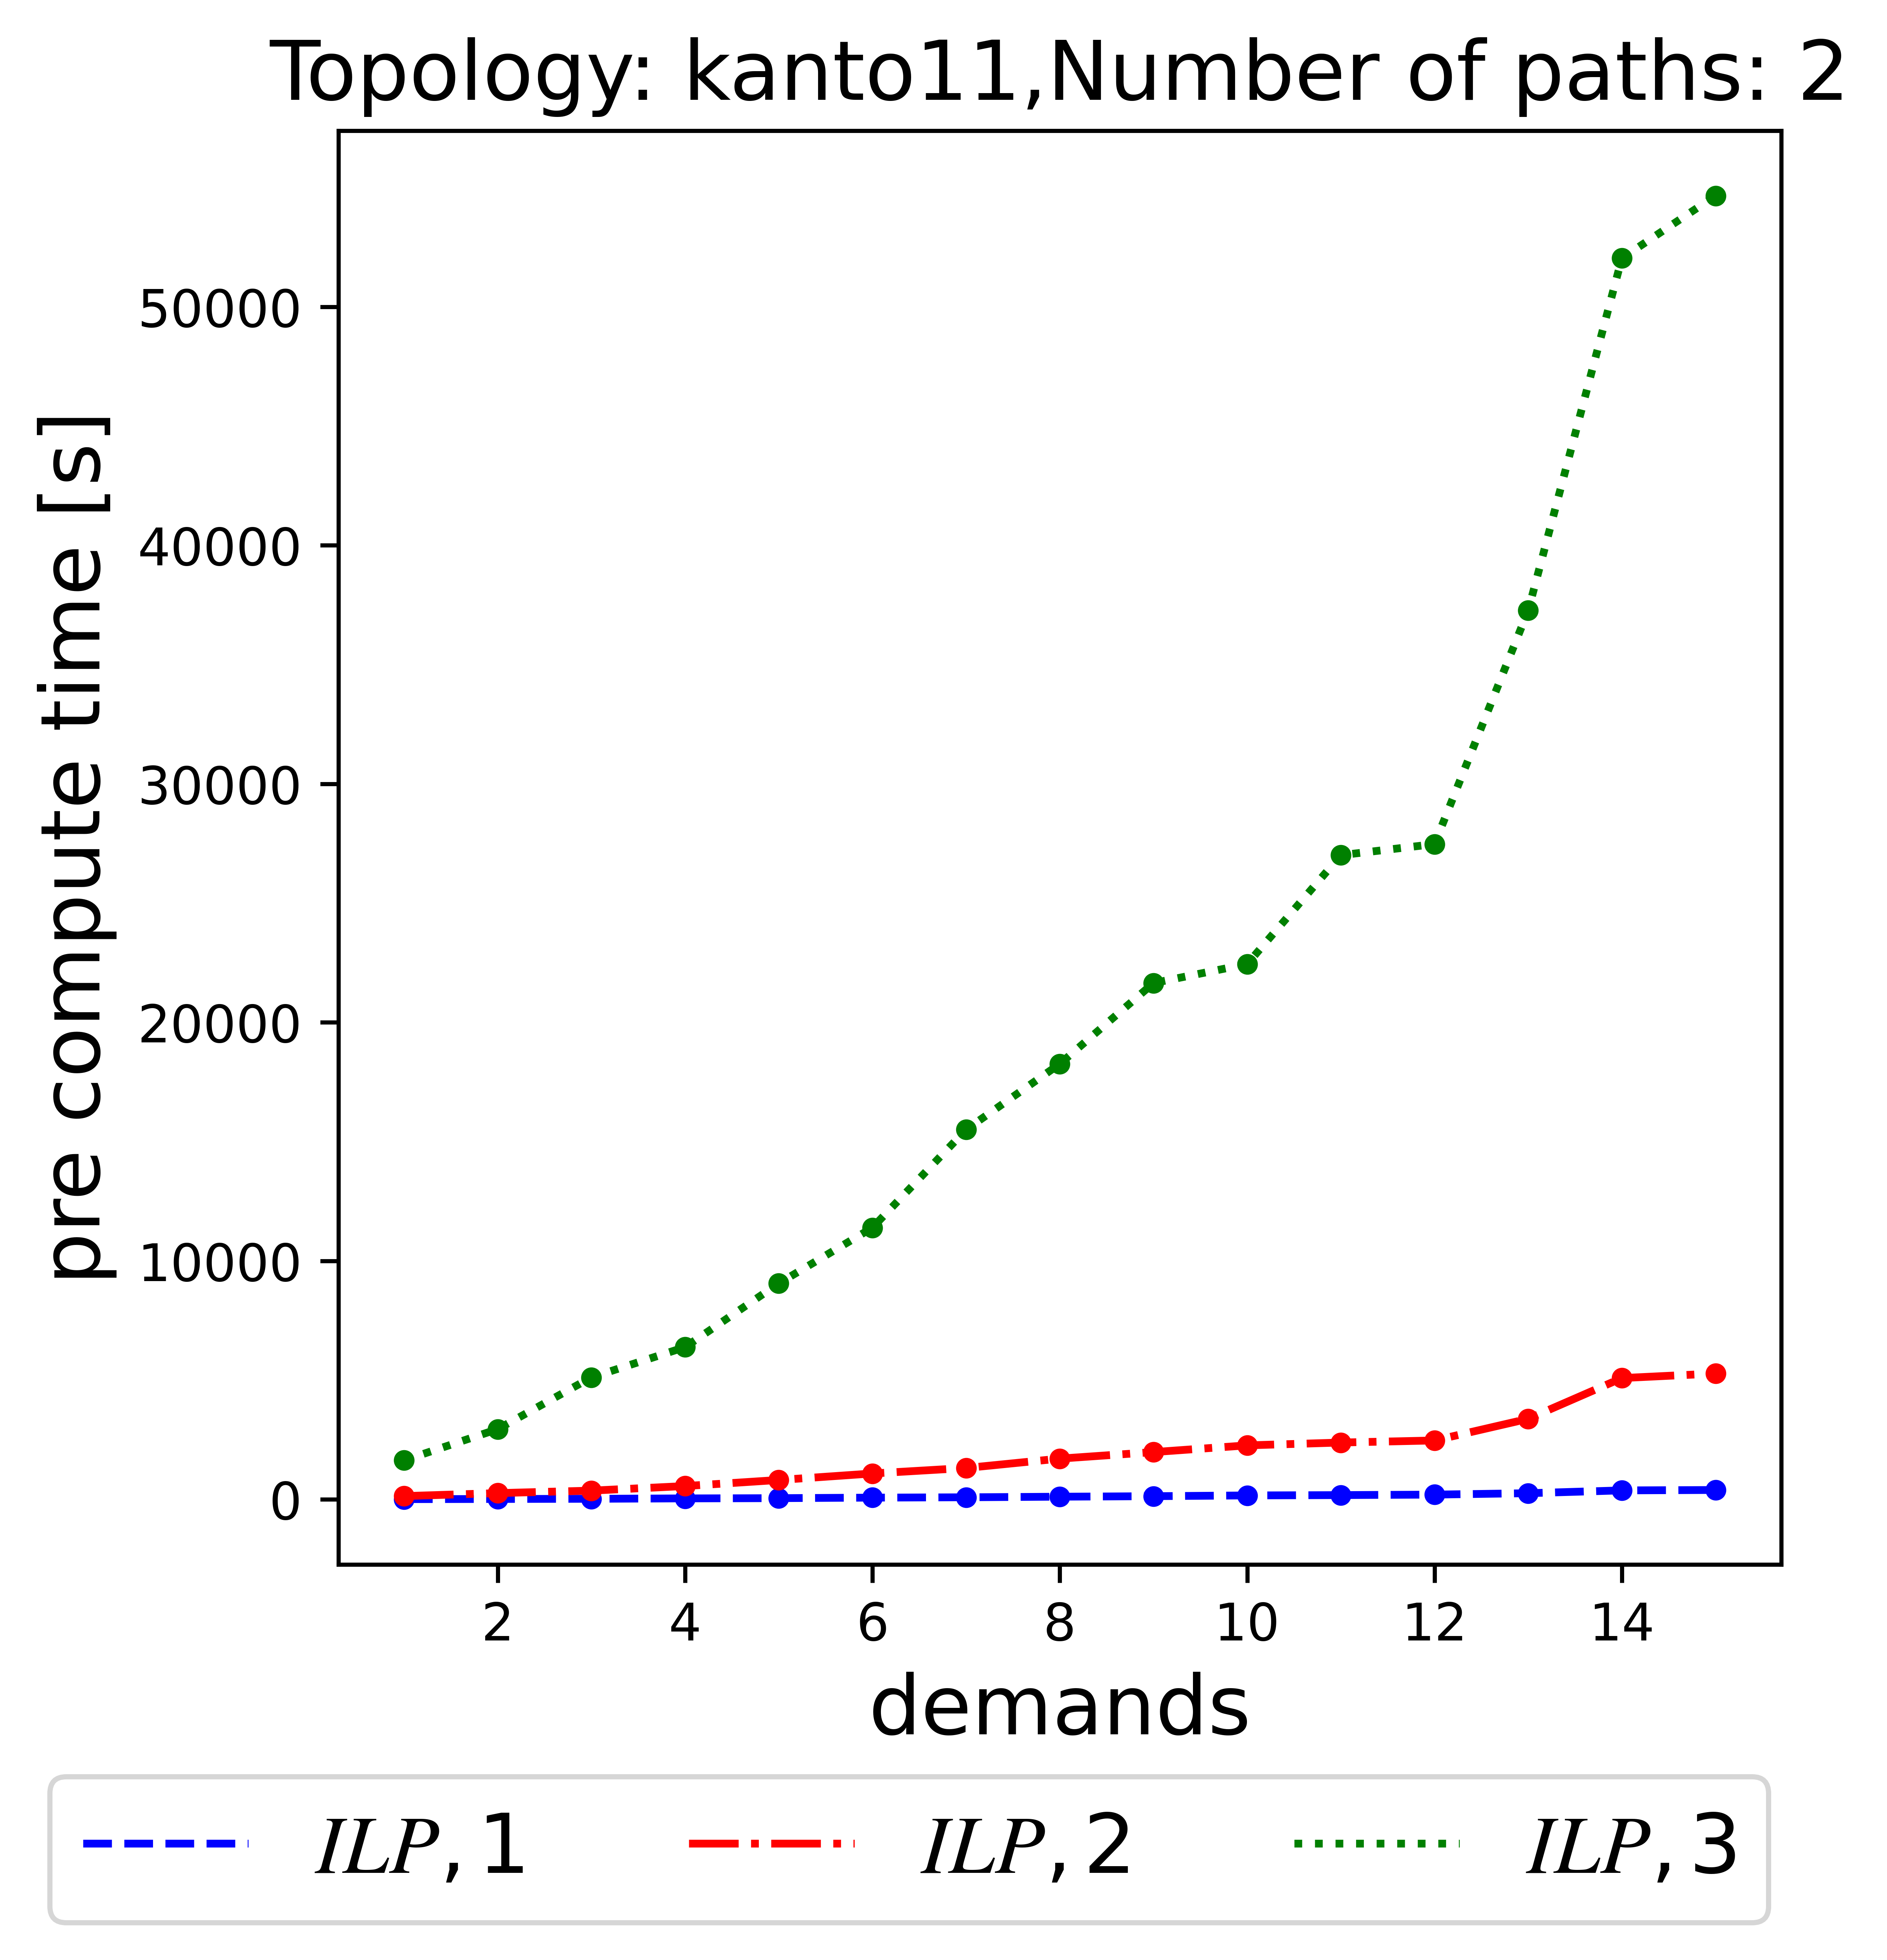 Topology: kanto11,Number of paths: 2
pre compute time [s]
50000
40000
30000
20000
10000
0
2 4 6 8 10 12 14
demands
ILP, 1 ILP, 2 ILP, 3